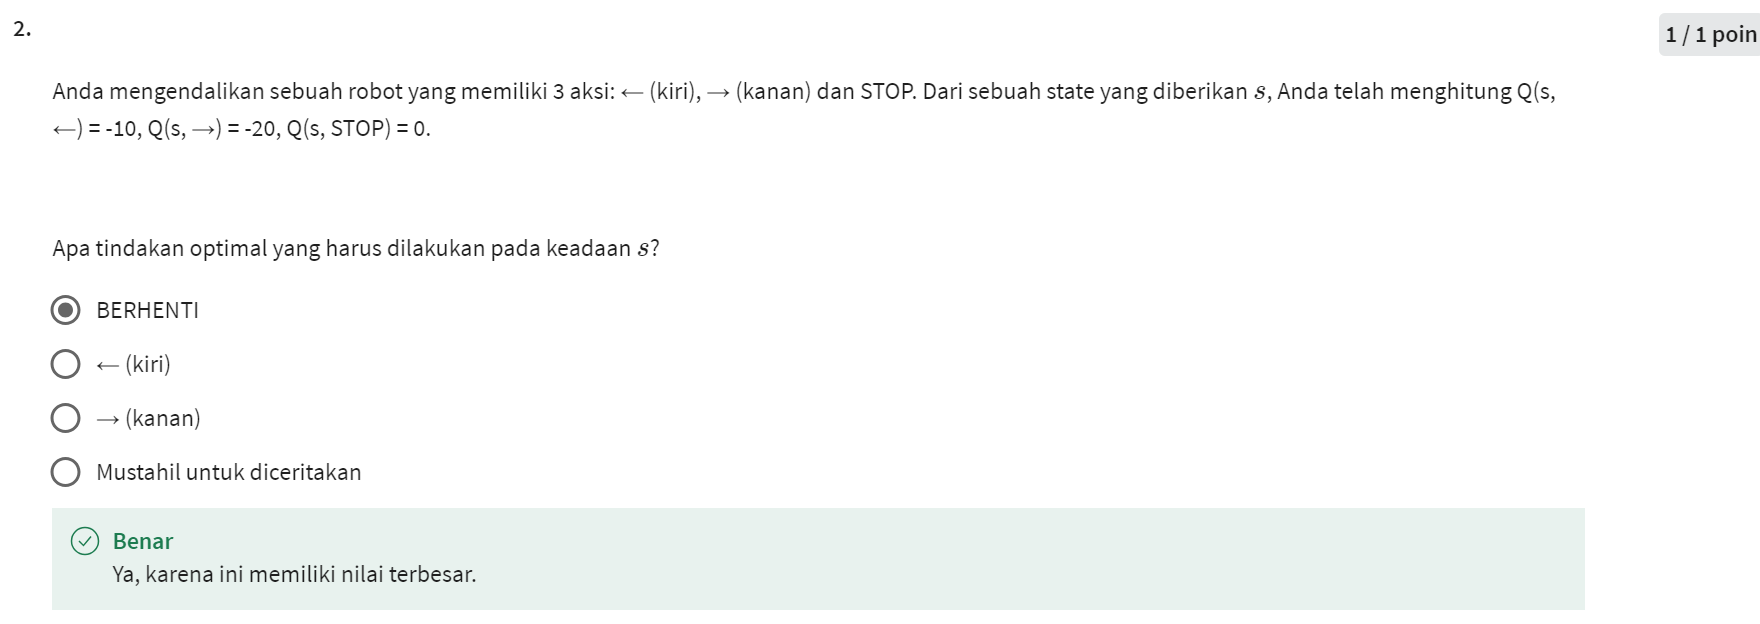 2.
1 / 1 poin
Anda mengendalikan sebuah robot yang memiliki 3 aksi: ← (kiri), → (kanan) dan STOP. Dari sebuah state yang diberikan s, Anda telah menghitung Q(s,
←) = -10, Q(s, →) = -20, Q(s, STOP) = 0.
Apa tindakan optimal yang harus dilakukan pada keadaan s?
BERHENTI
← (kiri)
→ (kanan)
Mustahil untuk diceritakan
Benar
Ya, karena ini memiliki nilai terbesar.